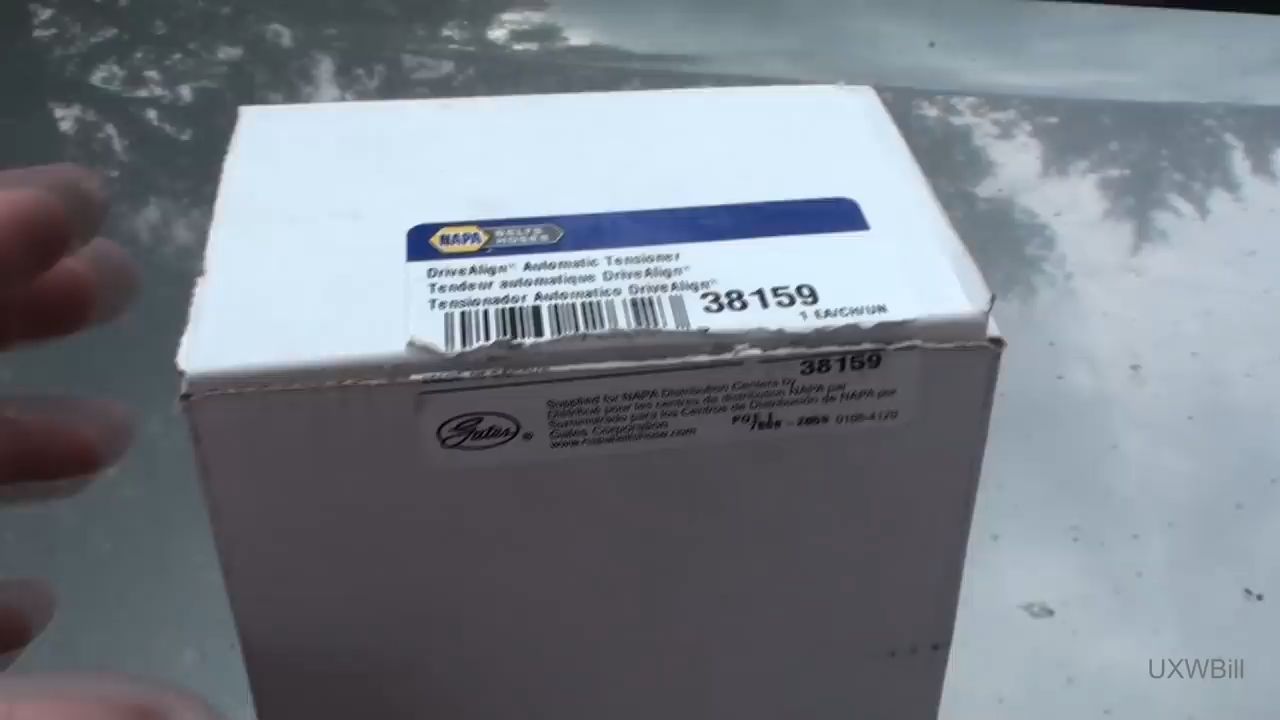 NAPA BELTS HOSES
DriveAlign® Automatic Tensioner
Tendeur automatique DriveAlign®
Tensionador Automatico DriveAlign®
38159
1 EA/CH/UN
38159
Gates®
Supplied for NAPA Distribution Centers by
Distribué pour les centres de distribution NAPA par
Suministrado para los Centros de Distribución de NAPA por
Gates Corporation
0108-4120
UXWBill